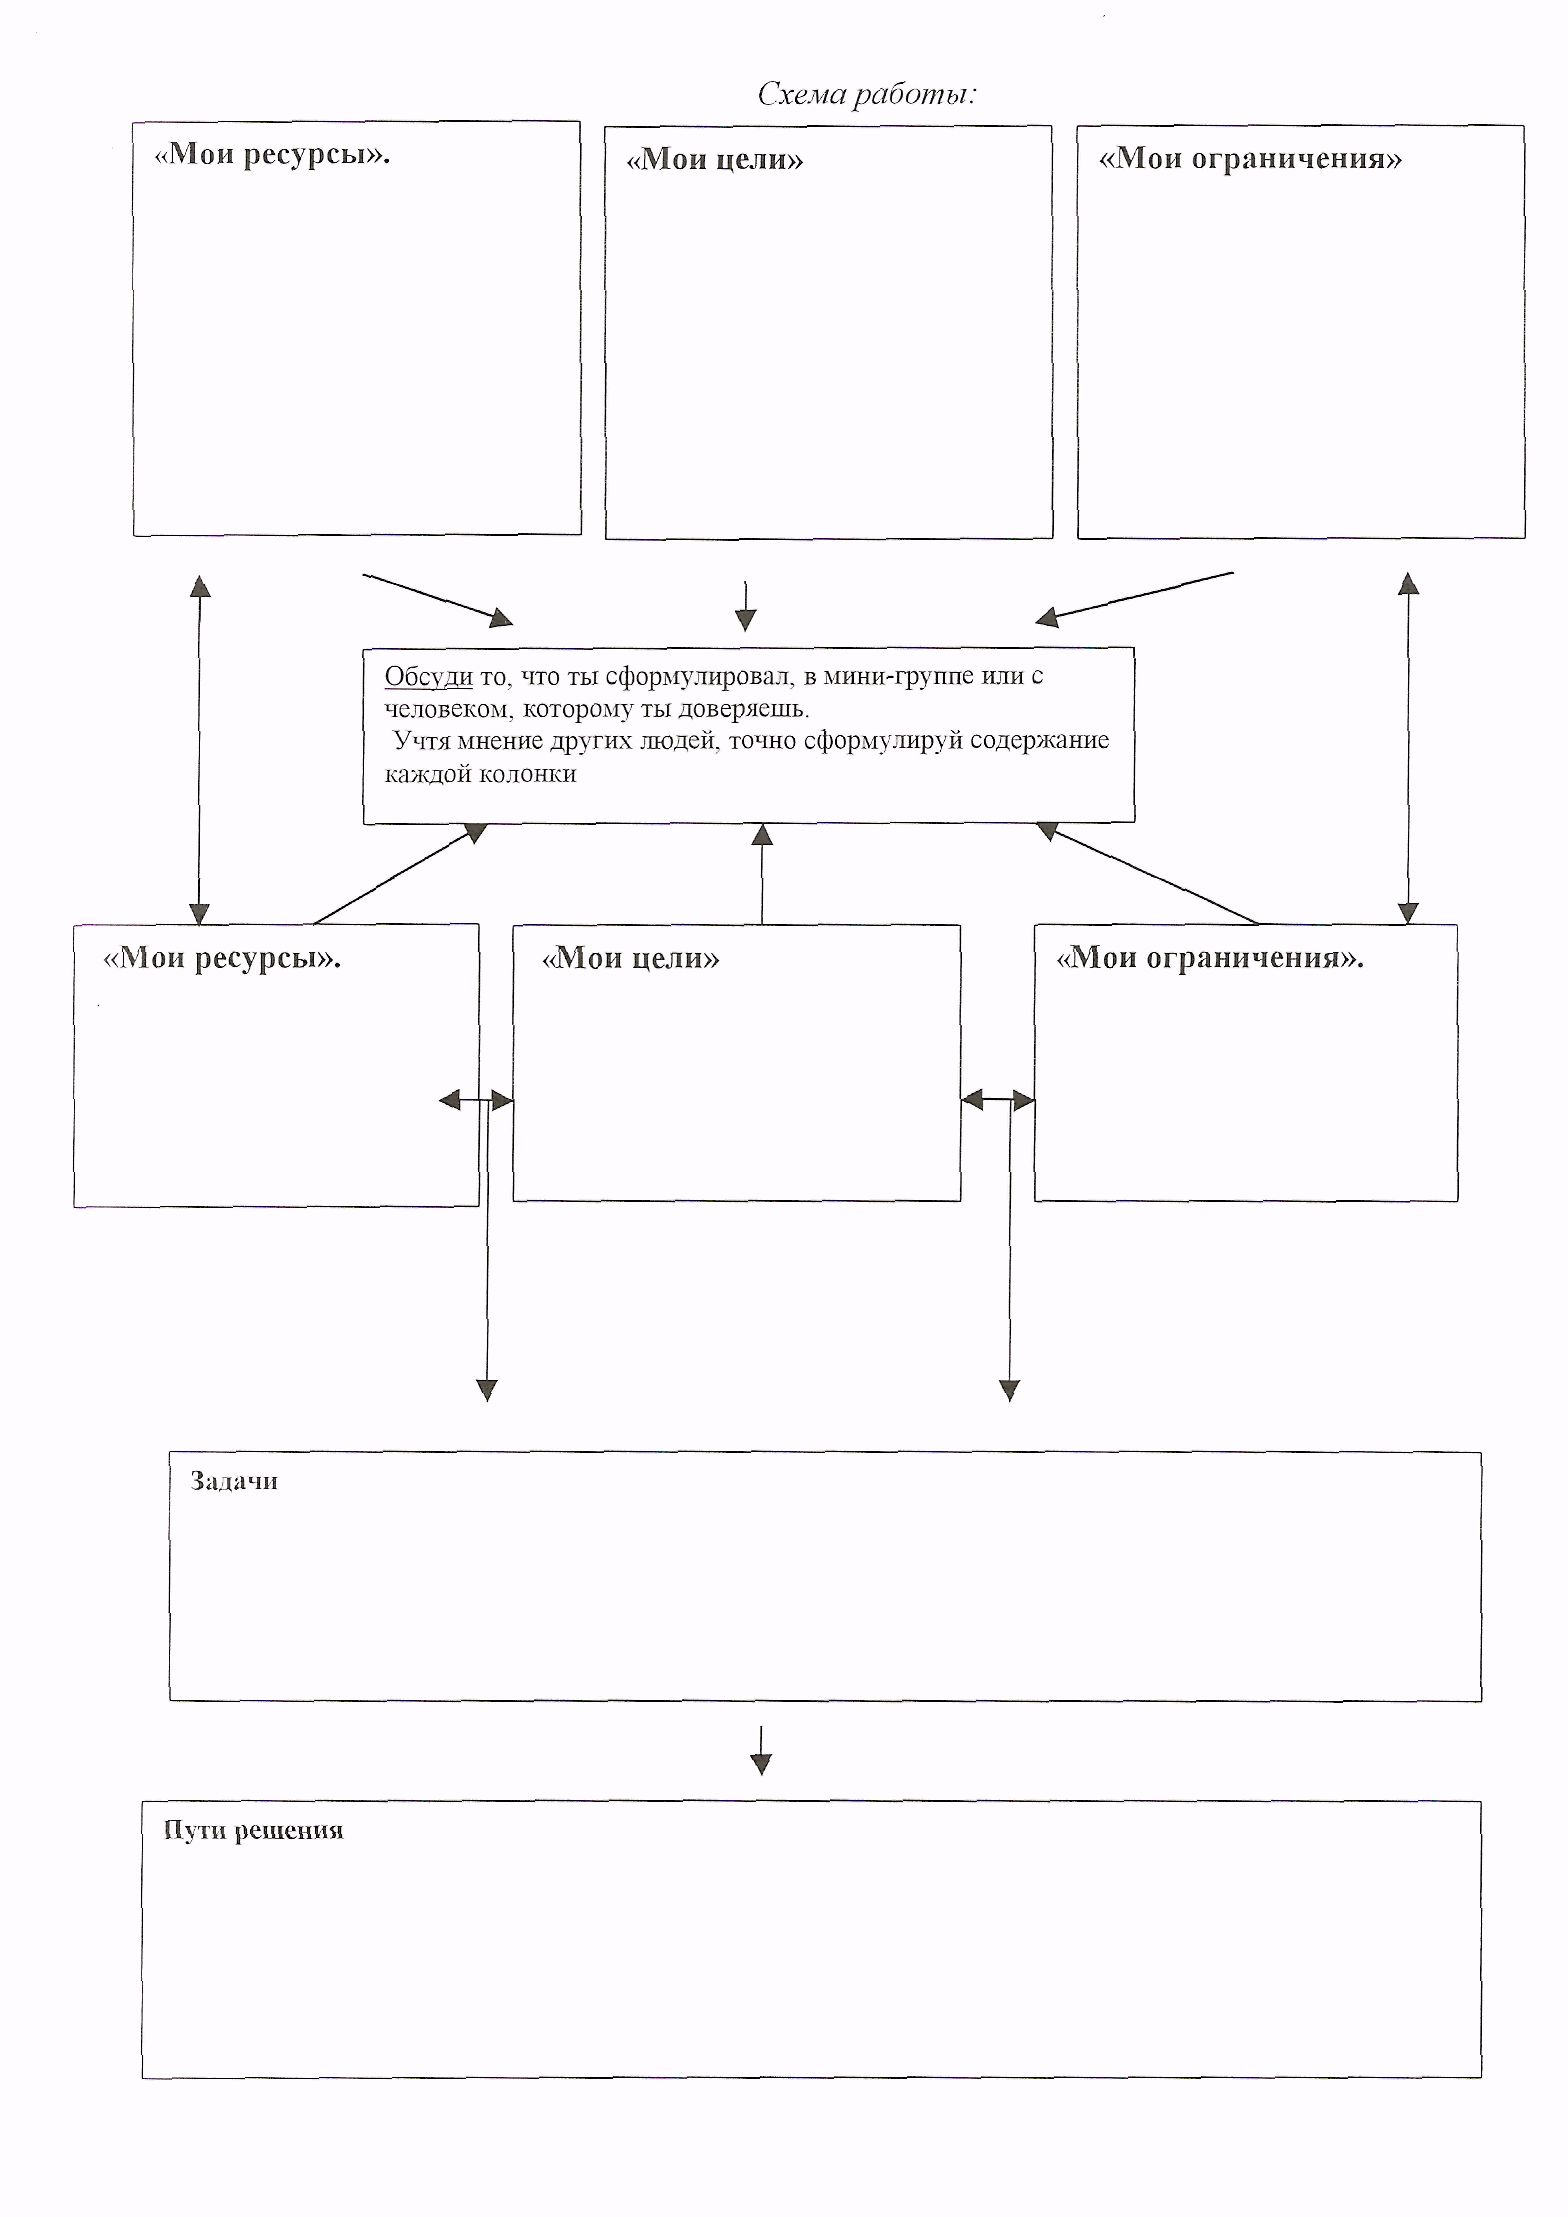 Схема работы:
«Мои ресурсы».
«Мои цели»
«Мои ограничения»
Обсуди то, что ты сформулировал, в мини-группе или с
человеком, которому ты доверяешь.
Учтя мнение других людей, точно сформулируй содержание
каждой колонки
«Мои ресурсы».
«Мои цели»
«Мои ограничения».
Задачи
Пути решения